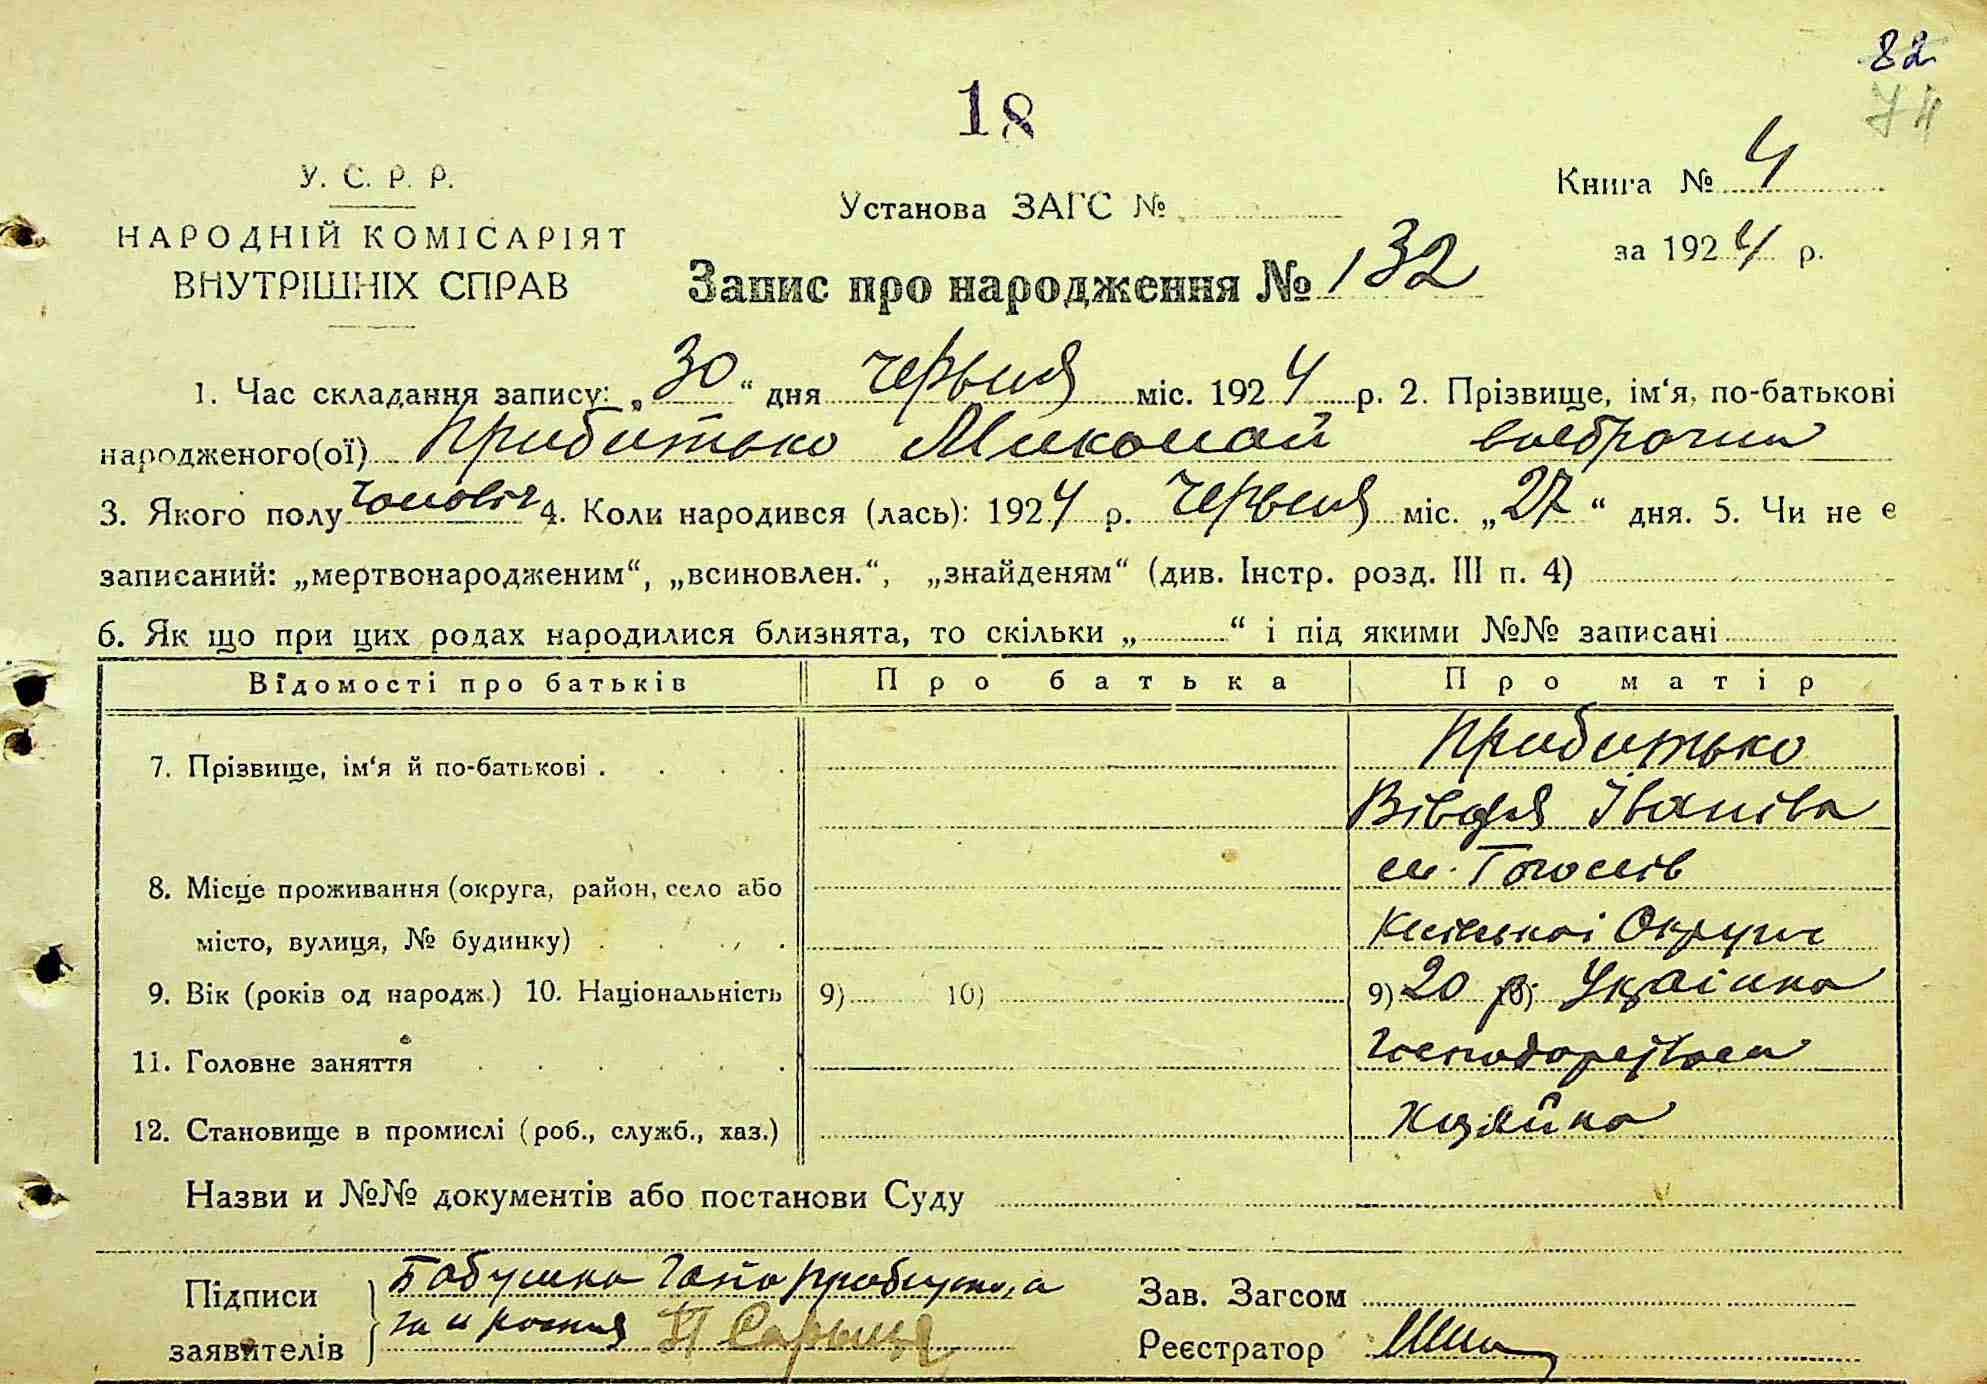 82
74
18
У. С. Р. Р.
НАРОДНІЙ КОМІСАРІЯТ
ВНУТРІШНІХ СПРАВ
Установа ЗАГС №
Книга № 4
за 1924 р.
Запис про народження № 132
1. Час складання запису: „30“ дня червня міс. 1924 р. 2. Прізвище, ім‘я, по-батькові
народженого(ої) Прибитько Миколай
3. Якого полу чоловіч 4. Коли народився (лась): 1924 р. червня міс. „27“ дня. 5. Чи не є
записаний: „мертвонародженим“, „всиновлен.“, „знайденям“ (див. Інстр. розд. III п. 4)
6. Як що при цих родах народилися близнята, то скільки „ “ і під якими №№ записані
Відомості про батьків Про батька Про матір
7. Прізвище, ім‘я й по-батькові . . . . Прибитько
Вівдя Іванівна
8. Місце проживання (округа, район, село або
місто, вулиця, № будинку) . . . . Київської Округи
9. Вік (років од народж.) 10. Національність 9) 10) 9) 20 р. 10) Українка
11. Головне заняття . . . . . .
12. Становище в промислі (роб., служб., хаз.) Хазяйка
Назви и №№ документів або постанови Суду
Підписи Бабушка
заявителів
Зав. Загсом
Реєстратор